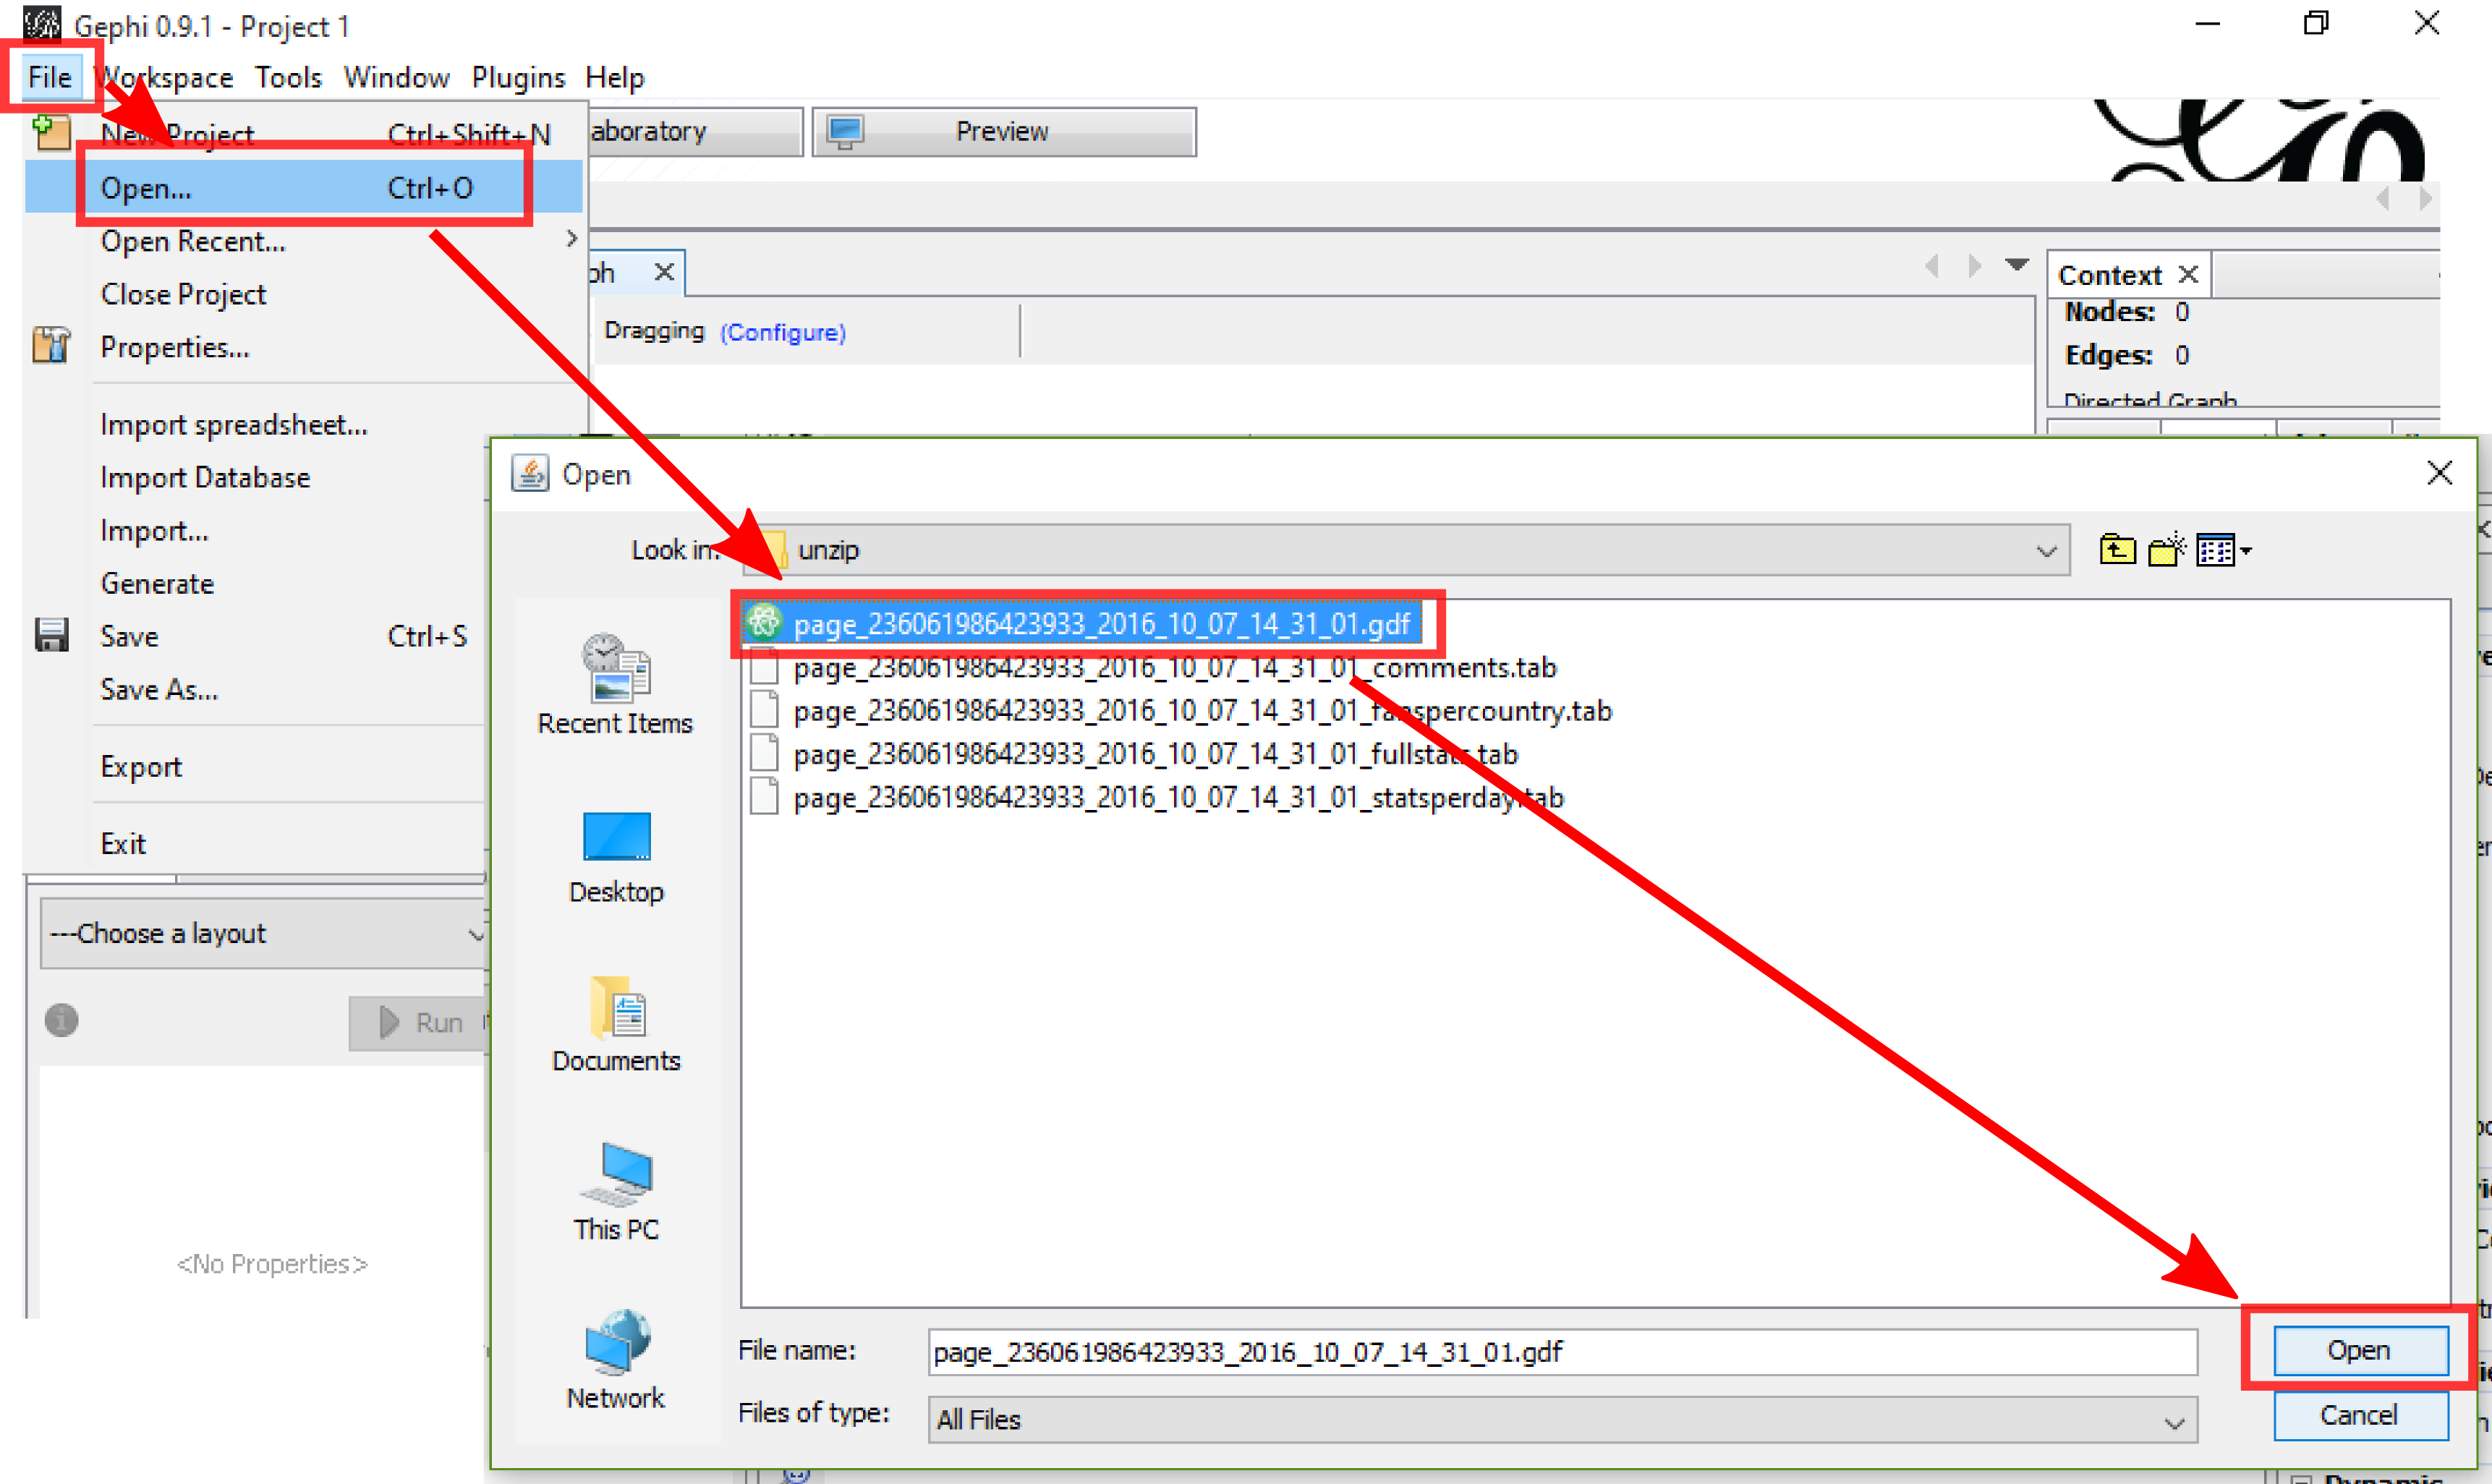 Gephi 0.9.1 - Project 1
File Workspace Tools Window Plugins Help
New Project Ctrl+Shift+N
aboratory
Preview
Open... Ctrl+O
Open Recent...
Close Project
Properties...
Import spreadsheet...
Import Database
Import...
Generate
Save Ctrl+S
Save As...
Export
Exit
ph
Dragging (Configure)
Context
Nodes: 0
Edges: 0
Directed Graph
---Choose a layout
Run
<No Properties>
Open
Look in: unzip
page_236061986423933_2016_10_07_14_31_01.gdf
page_236061986423933_2016_10_07_14_31_01_comments.tab
page_236061986423933_2016_10_07_14_31_01_fanspercountry.tab
page_236061986423933_2016_10_07_14_31_01_fullstats.tab
page_236061986423933_2016_10_07_14_31_01_statsperday.tab
Recent Items
Desktop
Documents
This PC
Network
File name: page_236061986423933_2016_10_07_14_31_01.gdf
Open
Files of type: All Files
Cancel
Dynamic